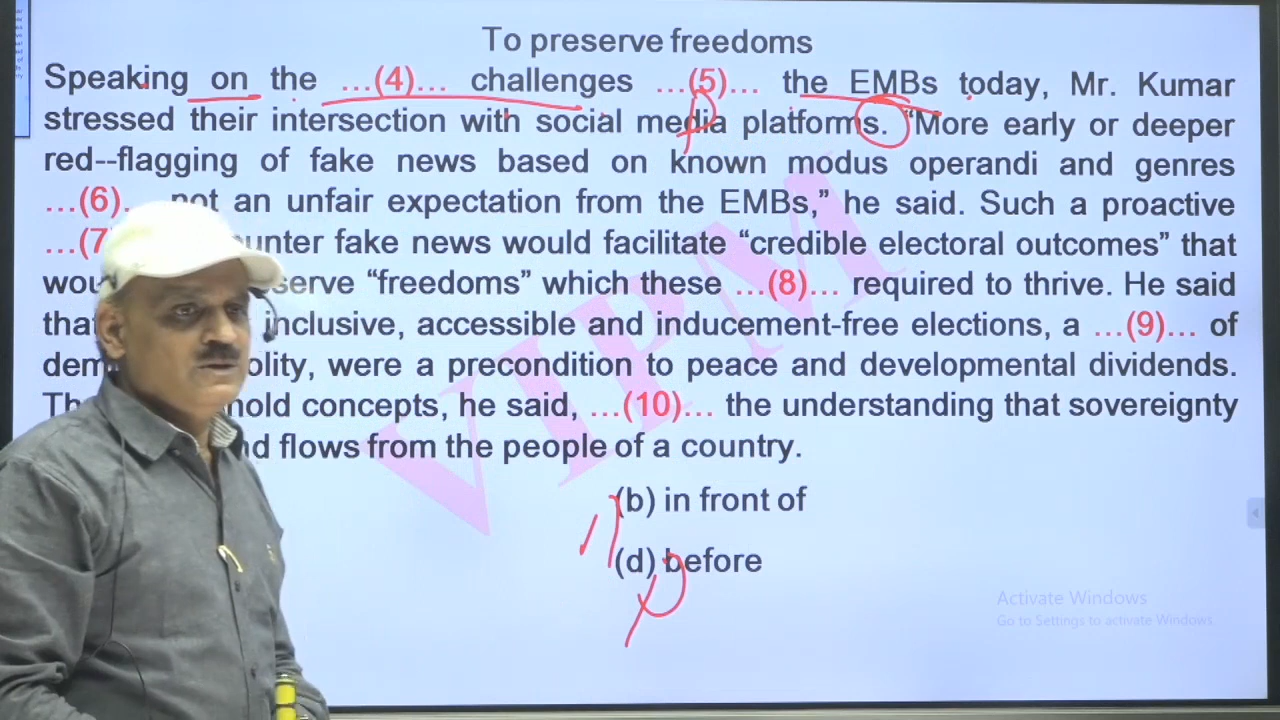 To preserve freedoms
Speaking on the ...(4)... challenges ...(5)... the EMBs today, Mr. Kumar
stressed their intersection with social media platforms. “More early or deeper
red--flagging of fake news based on known modus operandi and genres
...(6).. not an unfair expectation from the EMBs,” he said. Such a proactive
...(7) unter fake news would facilitate “credible electoral outcomes” that
wou serve “freedoms” which these ...(8)... required to thrive. He said
that inclusive, accessible and inducement-free elections, a ...(9)... of
dem olity, were a precondition to peace and developmental dividends.
Th hold concepts, he said, ...(10)... the understanding that sovereignty
nd flows from the people of a country.
(b) in front of
(d) before
VIPM
Activate Windows
Go to Settings to activate Windows.